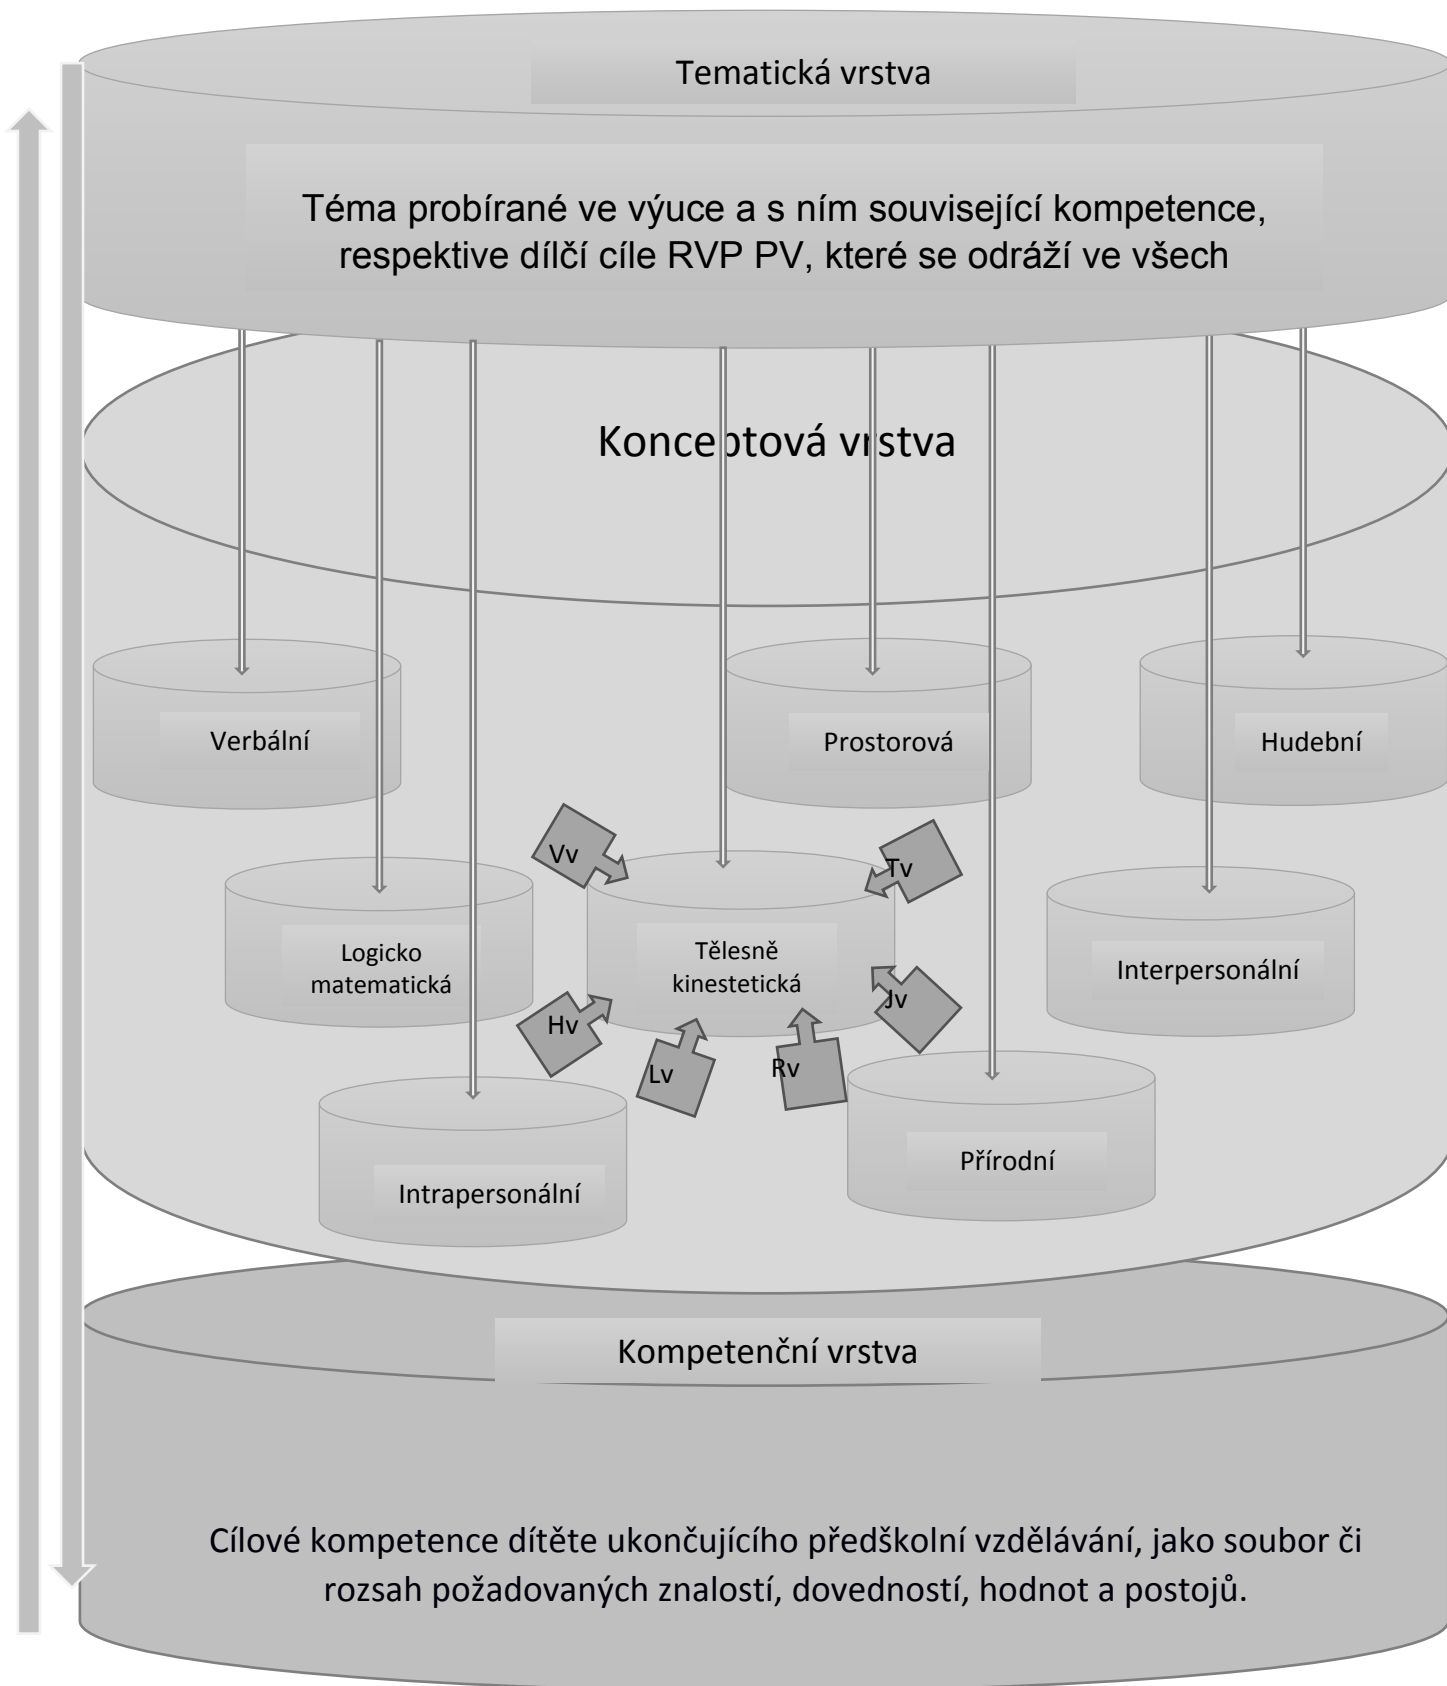 Tematická vrstva
Téma probírané ve výuce a s ním související kompetence,
respektive dílčí cíle RVP PV, které se odráží ve všech
Konceptová vrstva
Verbální
Prostorová
Hudební
Vv
Tv
Logicko
matematická
Tělesně
kinestetická
Interpersonální
Hv
Jv
Lv
Rv
Intrapersonální
Přírodní
Kompetenční vrstva
Cílové kompetence dítěte ukončujícího předškolní vzdělávání, jako soubor či
rozsah požadovaných znalostí, dovedností, hodnot a postojů.